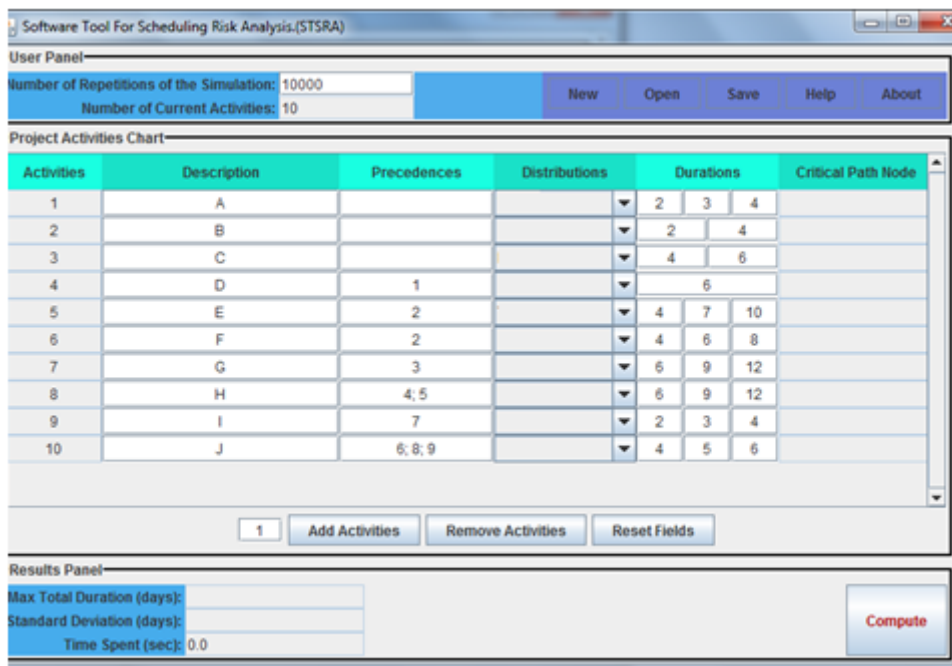 Software Tool For Scheduling Risk Analysis.(STSRA)
User Panel
Number of Repetitions of the Simulation: 10000
Number of Current Activities: 10
New Open Save Help About
Project Activities Chart
Activities Description Precedences Distributions Durations Critical Path Node
1 A 2 3 4
2 B 2 4
3 C 4 6
4 D 1 6
5 E 2 4 7 10
6 F 2 4 6 8
7 G 3 6 9 12
8 H 4; 5 6 9 12
9 I 7 2 3 4
10 J 6; 8; 9 4 5 6
1 Add Activities Remove Activities Reset Fields
Results Panel
Max Total Duration (days):
Standard Deviation (days):
Time Spent (sec): 0.0
Compute